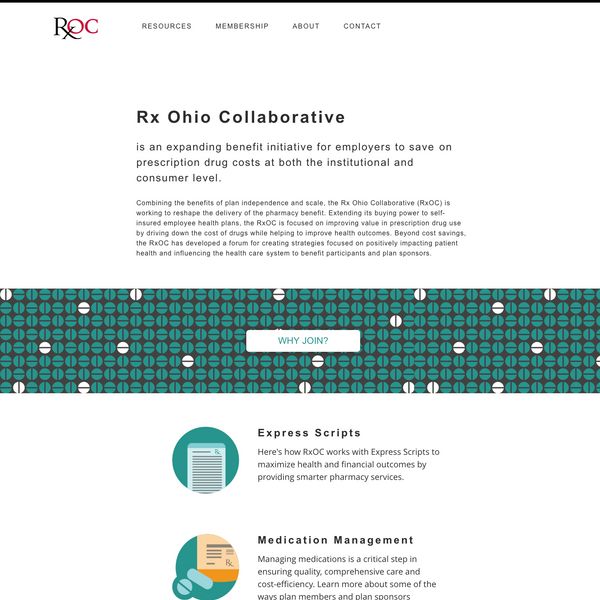 RxOC
RESOURCES
MEMBERSHIP
ABOUT
CONTACT
Rx Ohio Collaborative
is an expanding benefit initiative for employers to save on
prescription drug costs at both the institutional and
consumer level.
Combining the benefits of plan independence and scale, the Rx Ohio Collaborative (RxOC) is
working to reshape the delivery of the pharmacy benefit. Extending its buying power to self-
insured employee health plans, the RxOC is focused on improving value in prescription drug use
by driving down the cost of drugs while helping to improve health outcomes. Beyond cost savings,
the RxOC has developed a forum for creating strategies focused on positively impacting patient
health and influencing the health care system to benefit participants and plan sponsors.
WHY JOIN?
Express Scripts
Here's how RxOC works with Express Scripts to
maximize health and financial outcomes by
providing smarter pharmacy services.
Rx
Medication Management
Managing medications is a critical step in
ensuring quality, comprehensive care and
cost-efficiency. Learn more about some of the
ways plan members and plan sponsors
Rx